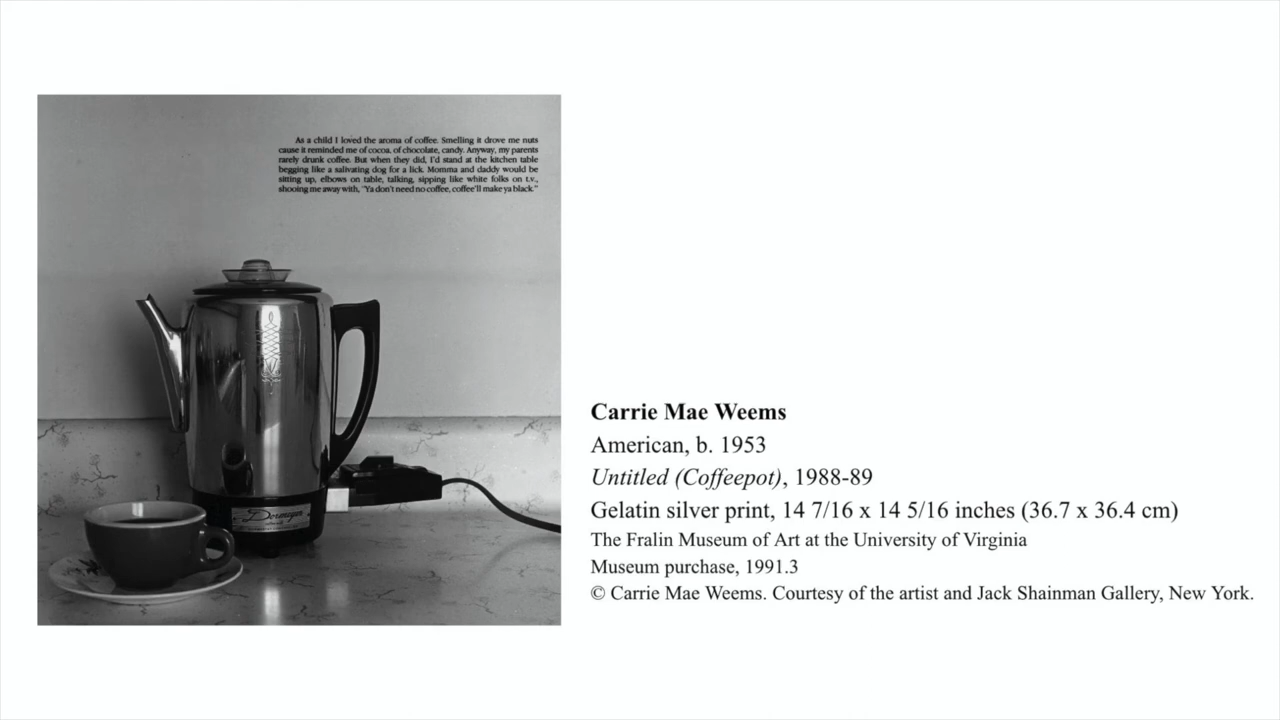 As a child I loved the aroma of coffee. Smelling it drove me nuts
cause it reminded me of cocoa, of chocolate, candy. Anyway, my parents
rarely drunk coffee. But when they did, I'd stand at the kitchen table
begging like a salivating dog for a lick. Momma and daddy would be
sitting up, elbows on table, talking, sipping like white folks on t.v.,
shooing me away with, "Ya don't need no coffee, coffee'll make ya black."
Dormeyer
Carrie Mae Weems
American, b. 1953
Untitled (Coffeepot), 1988-89
Gelatin silver print, 14 7/16 x 14 5/16 inches (36.7 x 36.4 cm)
The Fralin Museum of Art at the University of Virginia
Museum purchase, 1991.3
© Carrie Mae Weems. Courtesy of the artist and Jack Shainman Gallery, New York.